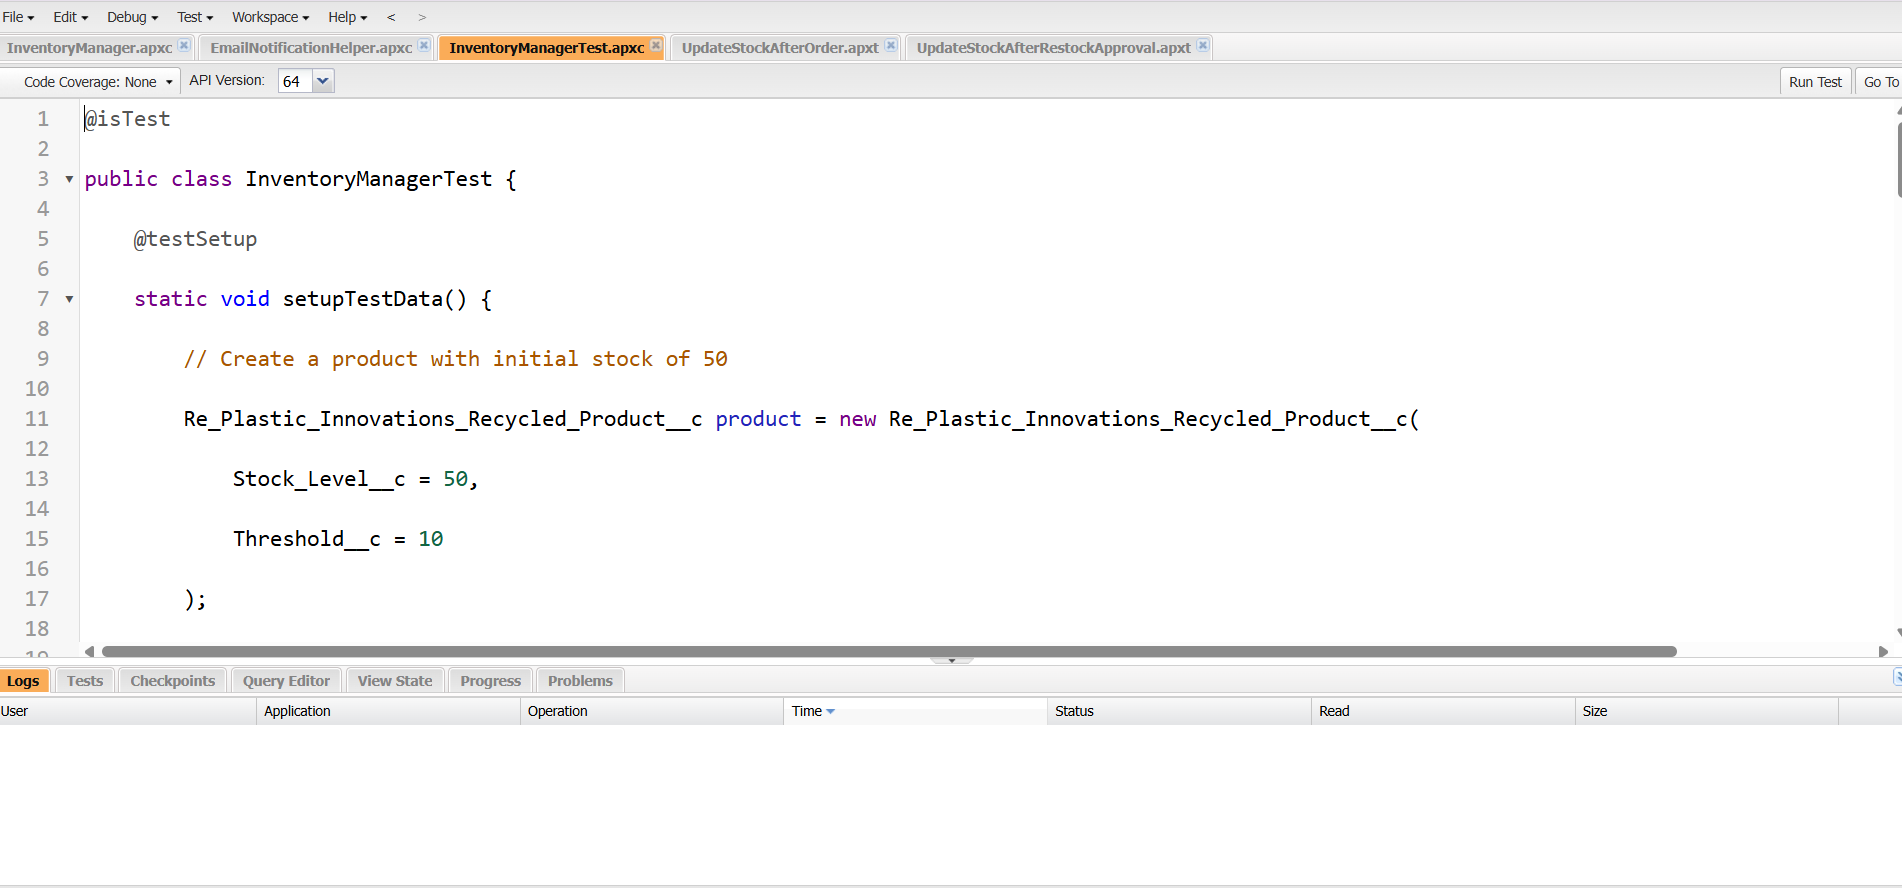 File Edit Debug Test Workspace Help < >
InventoryManager.apxc EmailNotificationHelper.apxc InventoryManagerTest.apxc UpdateStockAfterOrder.apxt UpdateStockAfterRestockApproval.apxt
Code Coverage: None API Version: 64 Run Test Go To
1 @isTest
2
3 public class InventoryManagerTest {
4
5 @testSetup
6
7 static void setupTestData() {
8
9 // Create a product with initial stock of 50
10
11 Re_Plastic_Innovations_Recycled_Product__c product = new Re_Plastic_Innovations_Recycled_Product__c(
12
13 Stock_Level__c = 50,
14
15 Threshold__c = 10
16
17 );
18
19
Logs Tests Checkpoints Query Editor View State Progress Problems
User Application Operation Time Status Read Size